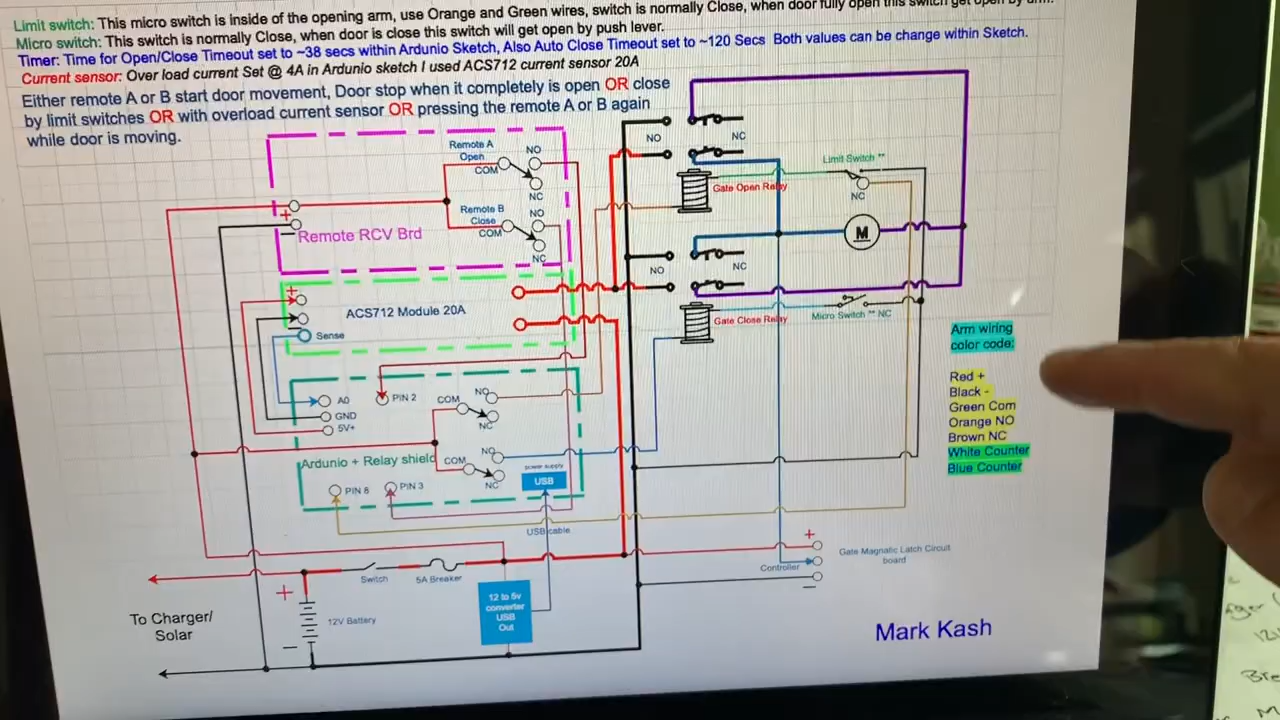 Limit switch: This micro switch is inside of the opening arm, use Orange and Green wires, switch is normally Close, when door fully open this switch get open by arm.
Micro switch: This switch is normally Close, when door is close this switch will get open by push lever.
Timer: Time for Open/Close Timeout set to ~38 secs within Ardunio Sketch, Also Auto Close Timeout set to ~120 Secs Both values can be change within Sketch.
Current sensor: Over load current Set @ 4A in Ardunio sketch I used ACS712 current sensor 20A
Either remote A or B start door movement, Door stop when it completely is open OR close
by limit switches OR with overload current sensor OR pressing the remote A or B again
while door is moving.
Remote A
Open
COM
NO
NC
Remote B
Close
COM
NO
NC
+
-
Remote RCV Brd
NO
NC
Gate Open Relay
Limit Switch **
NC
M
NO
NC
Gate Close Relay
Micro Switch ** NC
+
-
Sense
ACS712 Module 20A
A0
GND
5V+
PIN 2
COM
NO
NC
Ardunio + Relay shield
COM
NO
NC
PIN 6
PIN 3
power supply
USB
USB cable
Arm wiring
color code:
Red +
Black -
Green Com
Orange NO
Brown NC
White Counter
Blue Counter
Switch
5A Breaker
+
-
12V Battery
To Charger/
Solar
12 to 5v
converter
USB
Out
+
Controller
-
Gate Magnatic Latch Circuit
board
Mark Kash
12
Bre
M